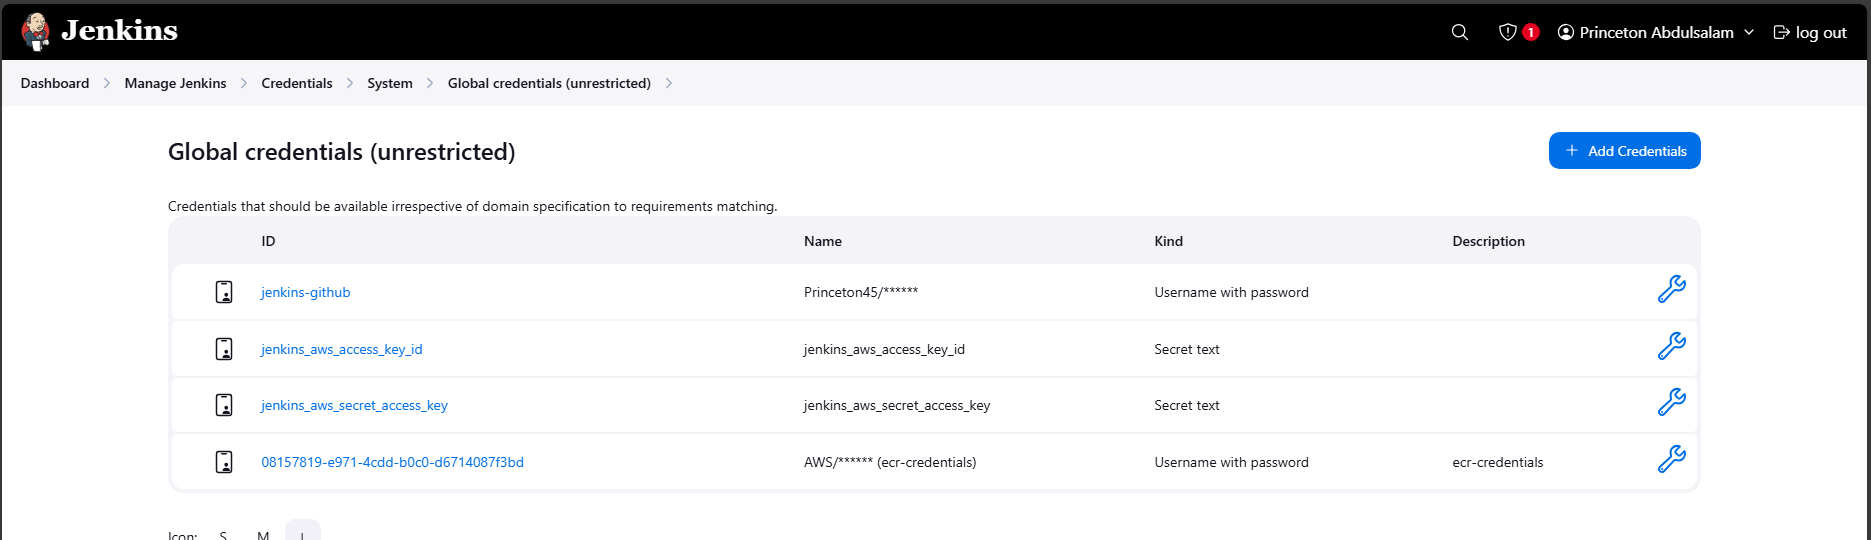 Jenkins
1
Princeton Abdulsalam
log out
Dashboard
Manage Jenkins
Credentials
System
Global credentials (unrestricted)
Global credentials (unrestricted)
+ Add Credentials
Credentials that should be available irrespective of domain specification to requirements matching.
ID Name Kind Description
jenkins-github Princeton45/****** Username with password
jenkins_aws_access_key_id jenkins_aws_access_key_id Secret text
jenkins_aws_secret_access_key jenkins_aws_secret_access_key Secret text
08157819-e971-4cdd-b0c0-d6714087f3bd AWS/****** (ecr-credentials) Username with password ecr-credentials
Icon: S M L